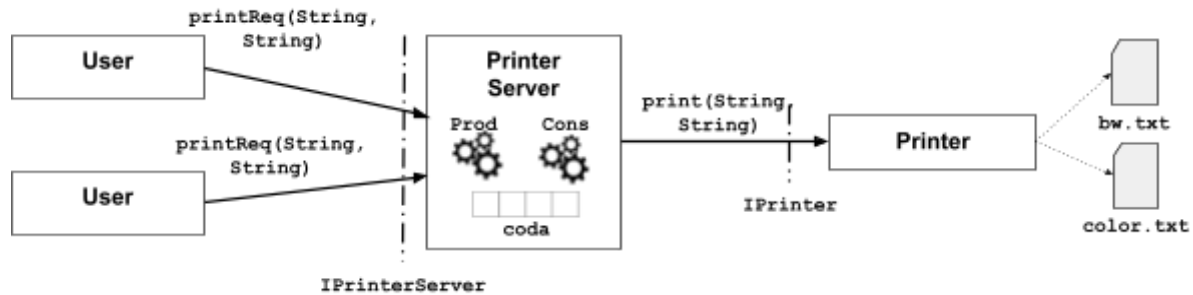 printReq(String,
String)
User
Printer
Server
Prod
Cons
coda
printReq(String,
String)
User
IPrinterServer
print(String,
String)
IPrinter
Printer
bw.txt
color.txt